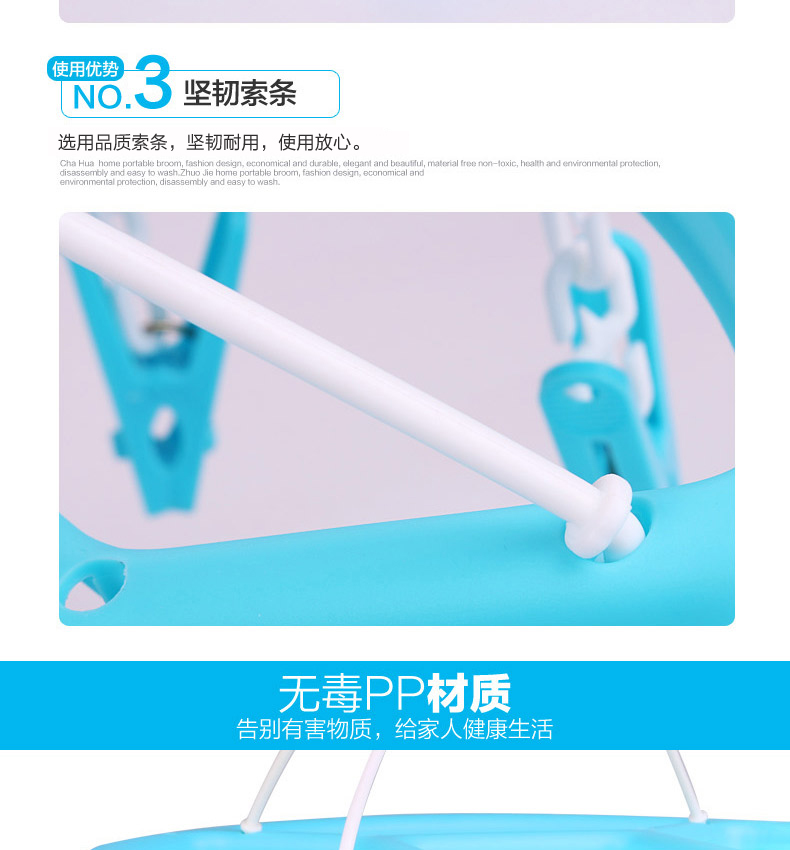 使用优势
NO.3 坚韧索条
选用品质索条，坚韧耐用，使用放心。
Cha Hua home portable broom, fashion design, economical and durable, elegant and beautiful, material free non-toxic, health and environmental protection,
disassembly and easy to wash.Zhuo Jie home portable broom, fashion design, economical and
environmental protection, disassembly and easy to wash.
无毒PP材质
告别有害物质，给家人健康生活